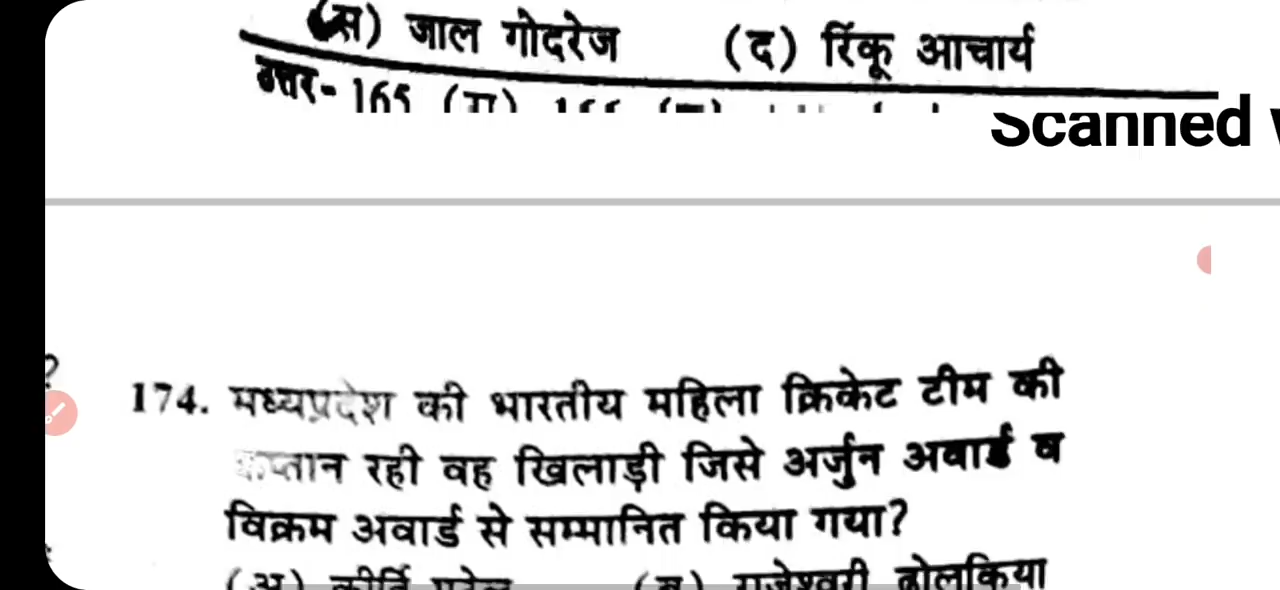 (स) जाल गोदरेज (द) रिंकू आचार्य
उत्तर- 165
Scanned
?
174. मध्यप्रदेश की भारतीय महिला क्रिकेट टीम की
कप्तान रही वह खिलाड़ी जिसे अर्जुन अवार्ड व
विक्रम अवार्ड से सम्मानित किया गया?
(अ) कीर्ति पटेल (ब) राजेश्वरी ढोलकिया